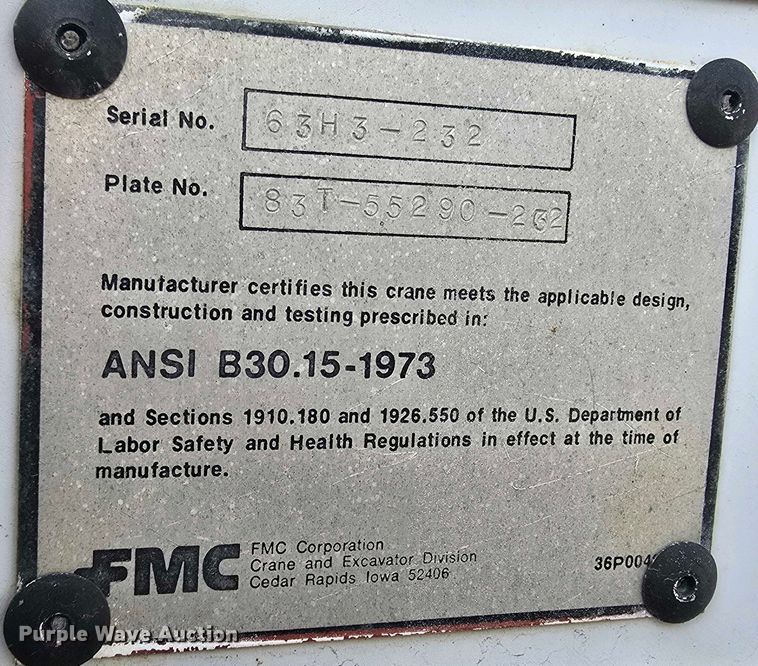 Serial No. 63H3-232
Plate No. 83T-55290-232
Manufacturer certifies this crane meets the applicable design,
construction and testing prescribed in:
ANSI B30.15-1973
and Sections 1910.180 and 1926.550 of the U.S. Department of
Labor Safety and Health Regulations in effect at the time of
manufacture.
FMC
FMC Corporation
Crane and Excavator Division
Cedar Rapids Iowa 52406
Purple Wave Auction